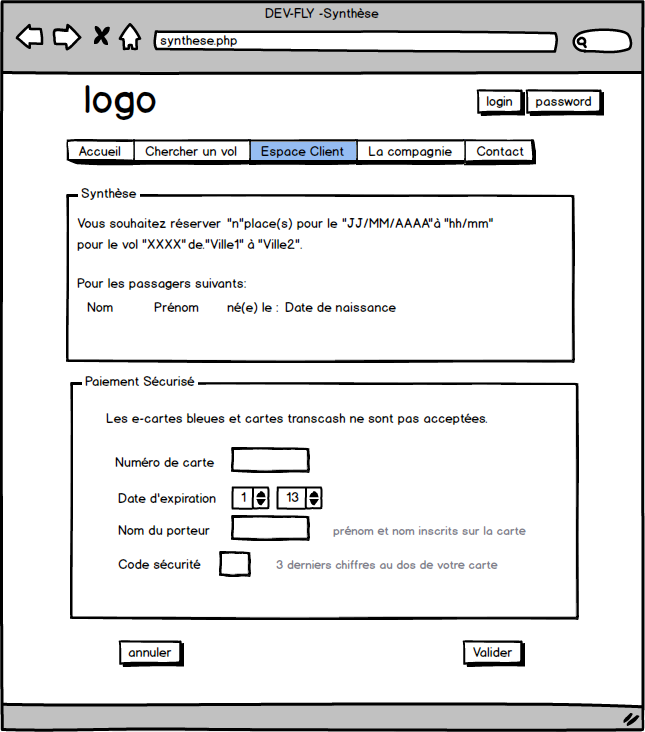 DEV-FLY -Synthèse
synthese.php
logo
login password
Accueil Chercher un vol Espace Client La compagnie Contact
Synthèse
Vous souhaitez réserver "n"place(s) pour le "JJ/MM/AAAA"à "hh/mm"
pour le vol "XXXX" de."Ville1" à "Ville2".
Pour les passagers suivants:
Nom Prénom né(e) le : Date de naissance
Paiement Sécurisé
Les e-cartes bleues et cartes transcash ne sont pas acceptées.
Numéro de carte
Date d'expiration 1 13
Nom du porteur prénom et nom inscrits sur la carte
Code sécurité 3 derniers chiffres au dos de votre carte
annuler Valider